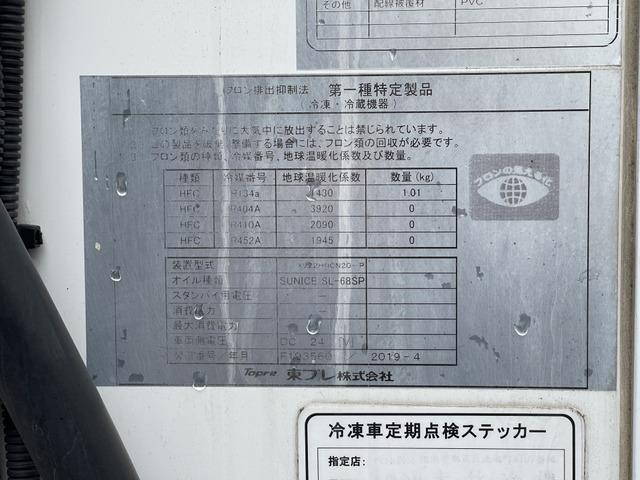 その他 配線被覆材 PVC
フロン排出抑制法 第一種特定製品
(冷凍・冷蔵機器)
フロン類をみだりに大気中に放出することは禁じられています。
この製品を廃棄・整備する場合には、フロン類の回収が必要です。
フロン類の種類、冷媒番号、地球温暖化係数及び数量。
フロンの見える化
種類 冷媒番号 地球温暖化係数 数量(kg)
HFC R134a 1430 1.01
HFC R404A 3920 0
HFC R410A 2090 0
HFC R452A 1945 0
装置型式
オイル種類 SUNICE SL-68SP
スタンバイ用電圧 —
消費電力 —
最大消費電力 —
車両側電圧 DC 24 [V]
公害番号 年月 2019-4
Topre 東プレ株式会社
冷凍車定期点検ステッカー
指定店: